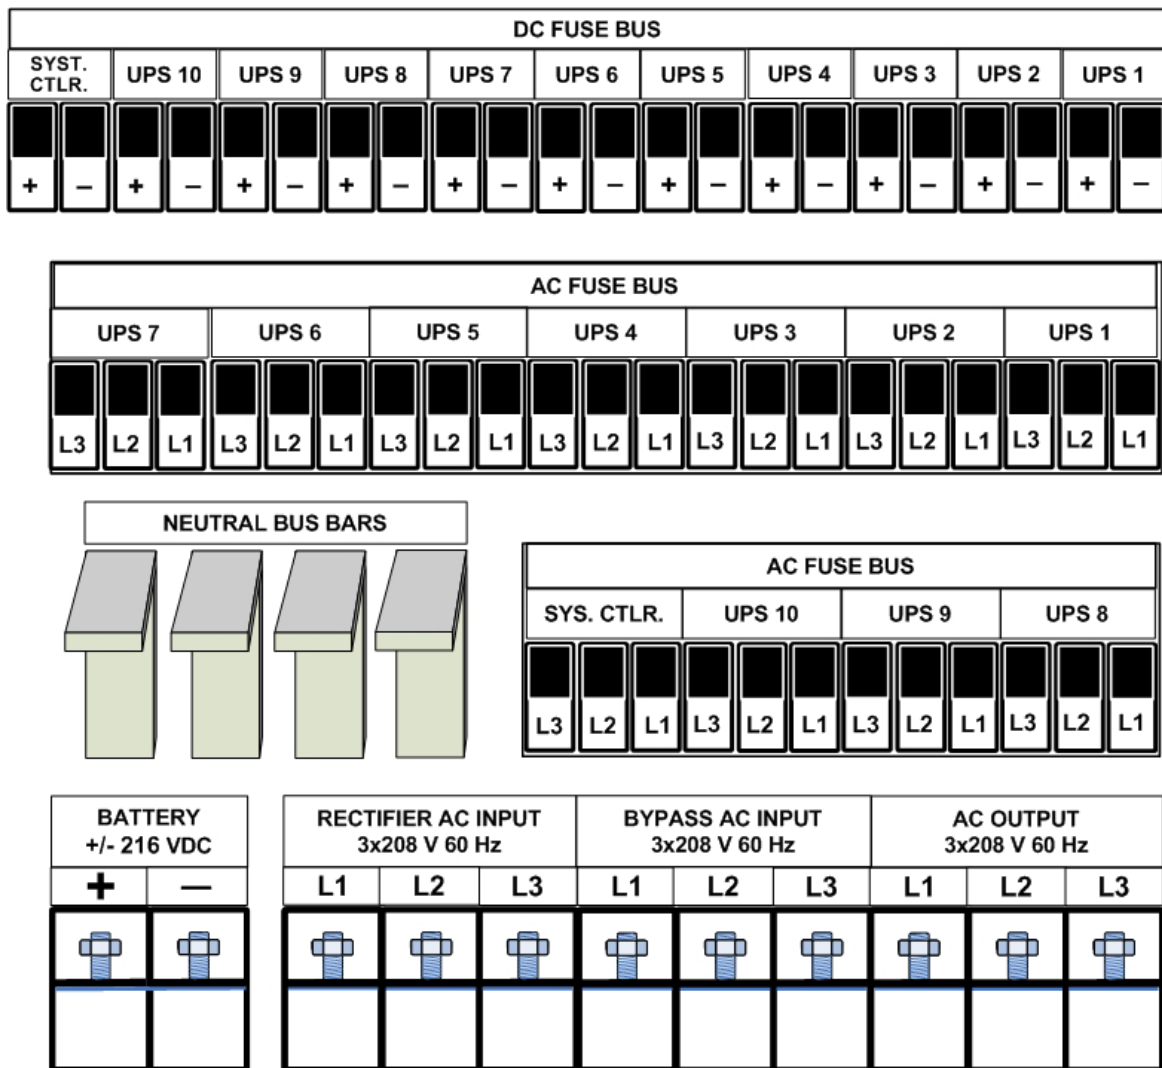 DC FUSE BUS
SYST. CTLR. UPS 10 UPS 9 UPS 8 UPS 7 UPS 6 UPS 5 UPS 4 UPS 3 UPS 2 UPS 1
+ – + – + – + – + – + – + – + – + – + – + –
AC FUSE BUS
UPS 7 UPS 6 UPS 5 UPS 4 UPS 3 UPS 2 UPS 1
L3 L2 L1 L3 L2 L1 L3 L2 L1 L3 L2 L1 L3 L2 L1 L3 L2 L1 L3 L2 L1
NEUTRAL BUS BARS
AC FUSE BUS
SYS. CTLR. UPS 10 UPS 9 UPS 8
L3 L2 L1 L3 L2 L1 L3 L2 L1 L3 L2 L1
BATTERY
+/- 216 VDC
+ —
RECTIFIER AC INPUT
3x208 V 60 Hz
L1 L2 L3
BYPASS AC INPUT
3x208 V 60 Hz
L1 L2 L3
AC OUTPUT
3x208 V 60 Hz
L1 L2 L3